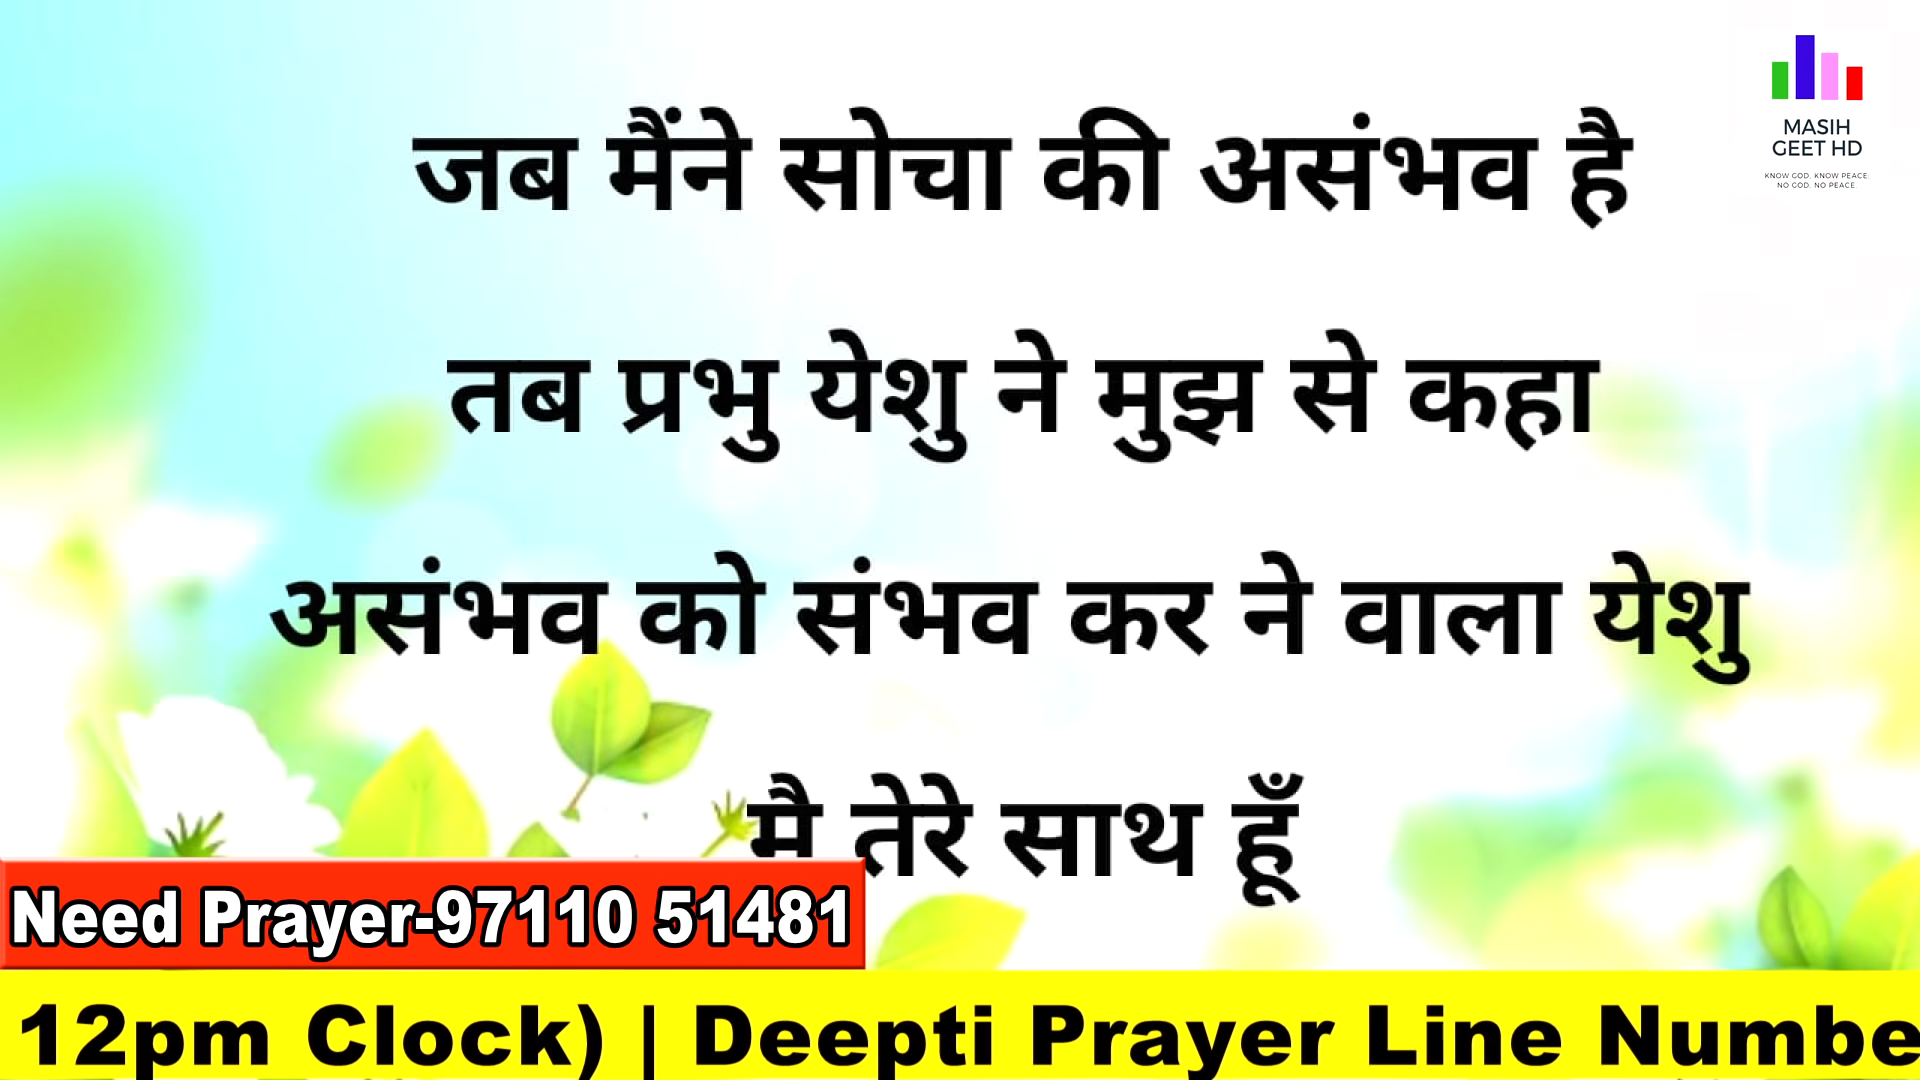 MASIH
GEET HD
KNOW GOD. KNOW PEACE.
NO GOD. NO PEACE.
जब मैंने सोचा की असंभव है
तब प्रभु येशु ने मुझ से कहा
असंभव को संभव कर ने वाला येशु
मै तेरे साथ हूँ
Need Prayer-97110 51481
12pm Clock) | Deepti Prayer Line Numbe